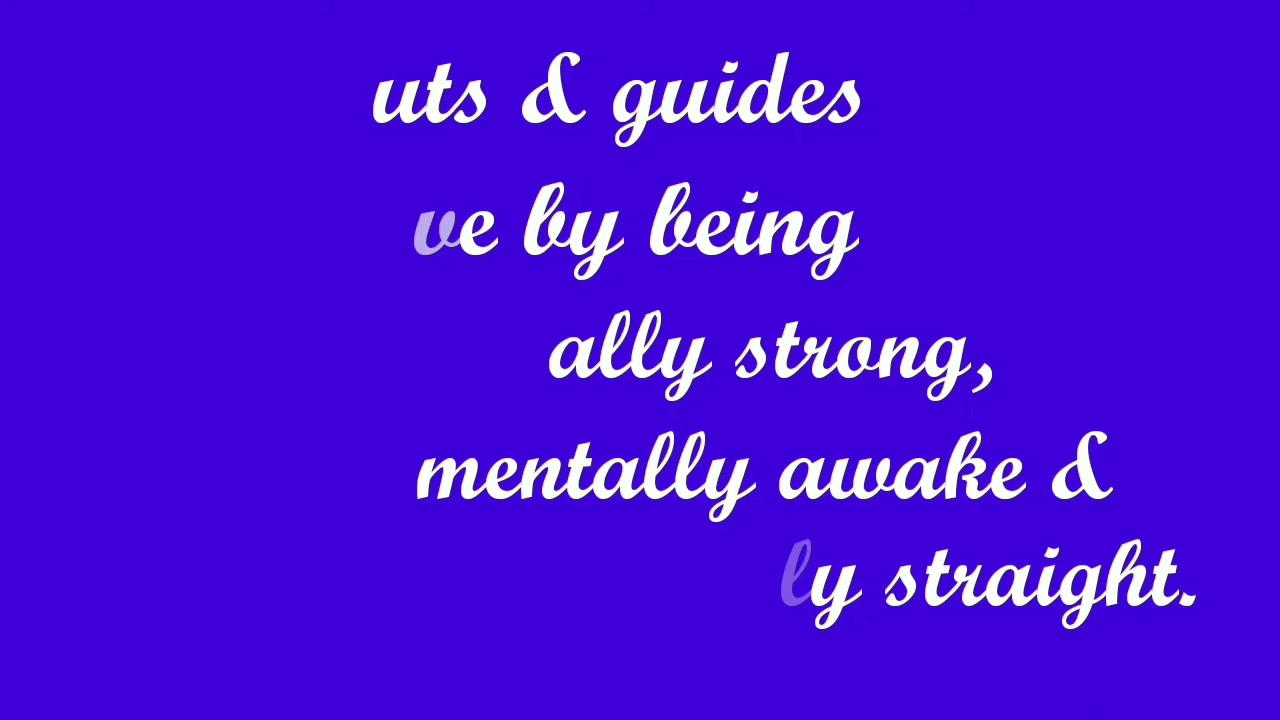 uts & guides
ve by being
ally strong,
mentally awake &
ly straight.